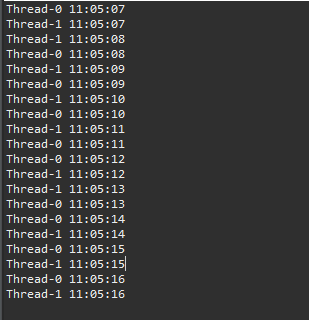 Thread-0 11:05:07
Thread-1 11:05:07
Thread-1 11:05:08
Thread-0 11:05:08
Thread-1 11:05:09
Thread-0 11:05:09
Thread-1 11:05:10
Thread-0 11:05:10
Thread-1 11:05:11
Thread-0 11:05:11
Thread-0 11:05:12
Thread-1 11:05:12
Thread-1 11:05:13
Thread-0 11:05:13
Thread-0 11:05:14
Thread-1 11:05:14
Thread-0 11:05:15
Thread-1 11:05:15
Thread-0 11:05:16
Thread-1 11:05:16